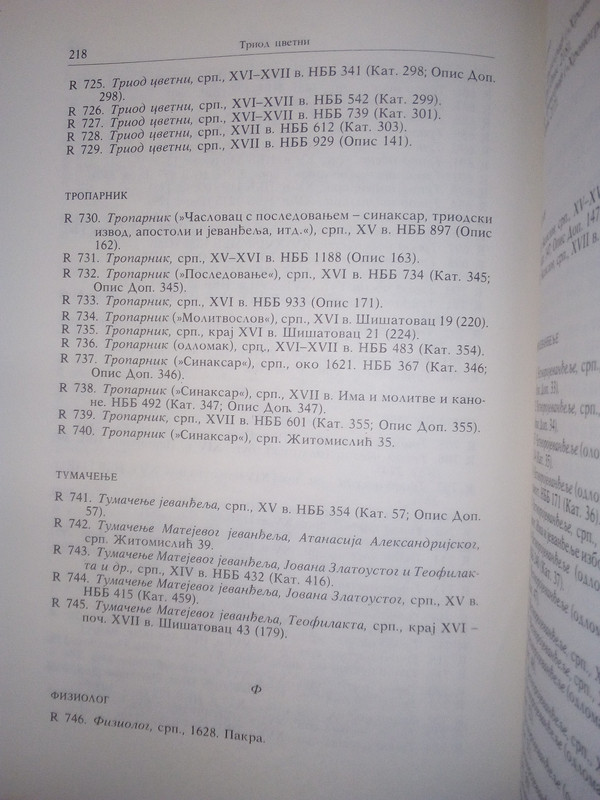 218
Триод цветни
R 725. Триод цветни, срп., XVI–XVII в. НББ 341 (Кат. 298; Опис Доп.
298).
R 726. Триод цветни, срп., XVI–XVII в. НББ 542 (Кат. 299).
R 727. Триод цветни, срп., XVI–XVII в. НББ 739 (Кат. 301).
R 728. Триод цветни, срп., XVII в. НББ 612 (Кат. 303).
R 729. Триод цветни, срп., XVII в. НББ 929 (Опис 141).
ТРОПАРНИК
R 730. Тропарник (»Часловац с последовањем – синаксар, триодски
извод, апостоли и јеванђеља, итд.«), срп., XV в. НББ 897 (Опис
162).
R 731. Тропарник, срп., XV–XVI в. НББ 1188 (Опис 163).
R 732. Тропарник (»Последовање«), срп., XVI в. НББ 734 (Кат. 345;
Опис Доп. 345).
R 733. Тропарник, срп., XVI в. НББ 933 (Опис 171).
R 734. Тропарник (»Молитвослов«), срп., XVI в. Шишатовац 19 (220).
R 735. Тропарник, срп., крај XVI в. Шишатовац 21 (224).
R 736. Тропарник (одломак), срц., XVI–XVII в. НББ 483 (Кат. 354).
R 737. Тропарник (»Синаксар«), срп., око 1621. НББ 367 (Кат. 346;
Опис Доп. 346).
R 738. Тропарник (»Синаксар«), срп., XVII в. Има и молитве и кано-
не. НББ 492 (Кат. 347; Опис Доп. 347).
R 739. Тропарник, срп., XVII в. НББ 601 (Кат. 355; Опис Доп. 355).
R 740. Тропарник (»Синаксар«), срп. Житомислић 35.
ТУМАЧЕЊЕ
R 741. Тумачење јеванђеља, срп., XV в. НББ 354 (Кат. 57; Опис Доп.
57).
R 742. Тумачење Матејевог јеванђеља, Атанасија Александријског,
срп. Житомислић 39.
R 743. Тумачење Матејевог јеванђеља, Јована Златоустог и Теофилак-
та и др., срп., XIV в. НББ 432 (Кат. 416).
R 744. Тумачење Матејевог јеванђеља, Јована Златоустог, срп., XV в.
НББ 415 (Кат. 459).
R 745. Тумачење Матејевог јеванђеља, Теофилакта, срп., крај XVI –
поч. XVII в. Шишатовац 43 (179).
Ф
ФИЗИОЛОГ
R 746. Физиолог, срп., 1628. Пакра.